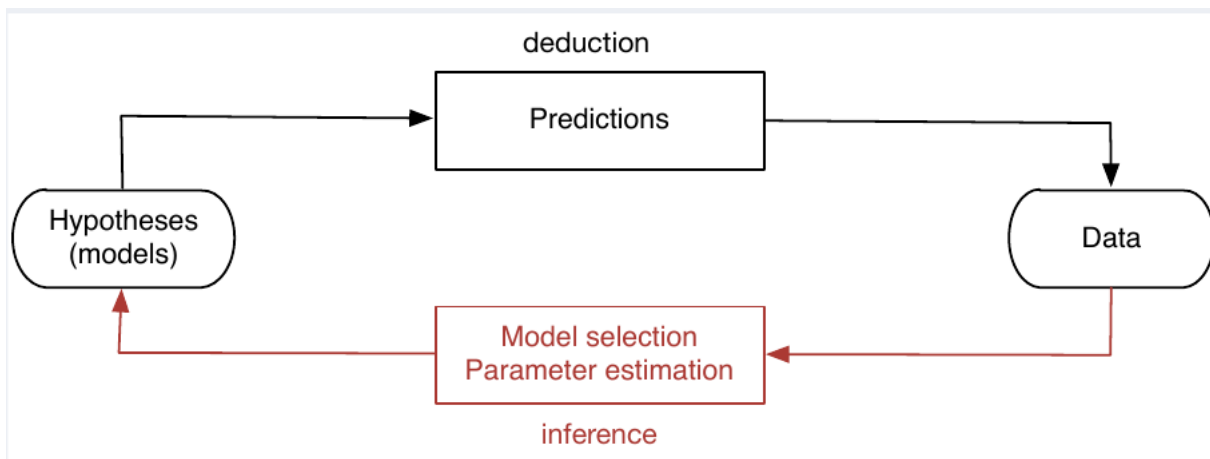 deduction
Predictions
Hypotheses
(models)
Data
Model selection
Parameter estimation
inference